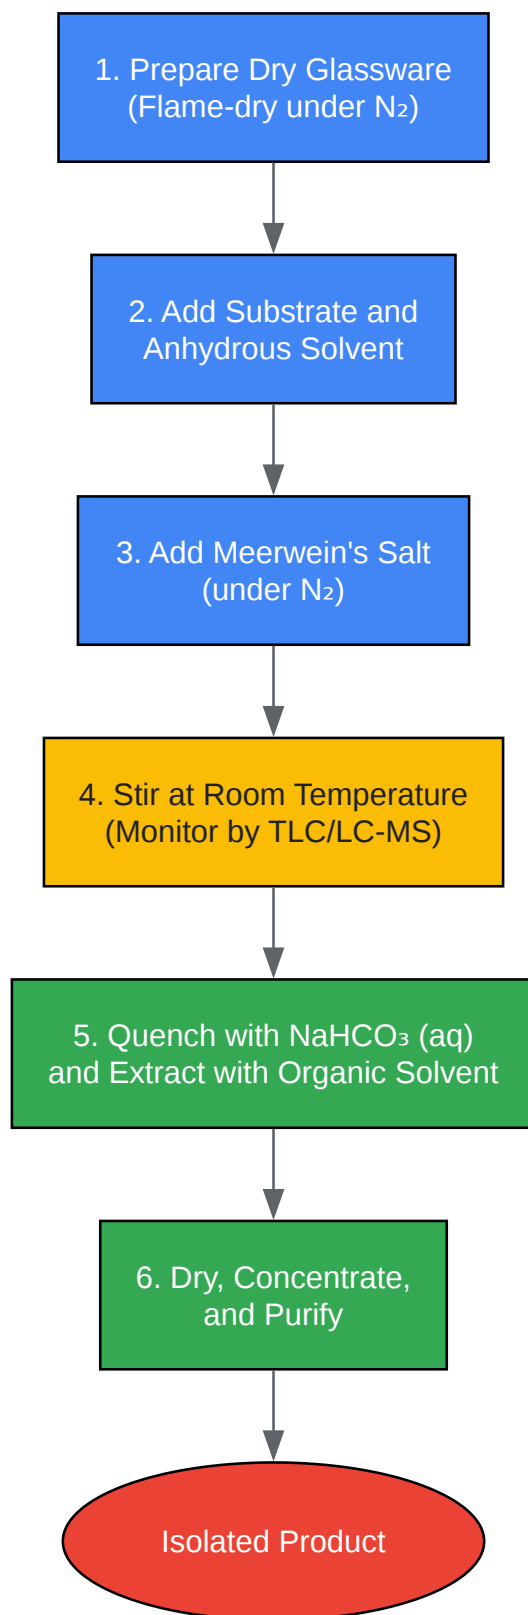 1. Prepare Dry Glassware
(Flame-dry under N₂)
2. Add Substrate and
Anhydrous Solvent
3. Add Meerwein's Salt
(under N₂)
4. Stir at Room Temperature
(Monitor by TLC/LC-MS)
5. Quench with NaHCO₃ (aq)
and Extract with Organic Solvent
6. Dry, Concentrate,
and Purify
Isolated Product